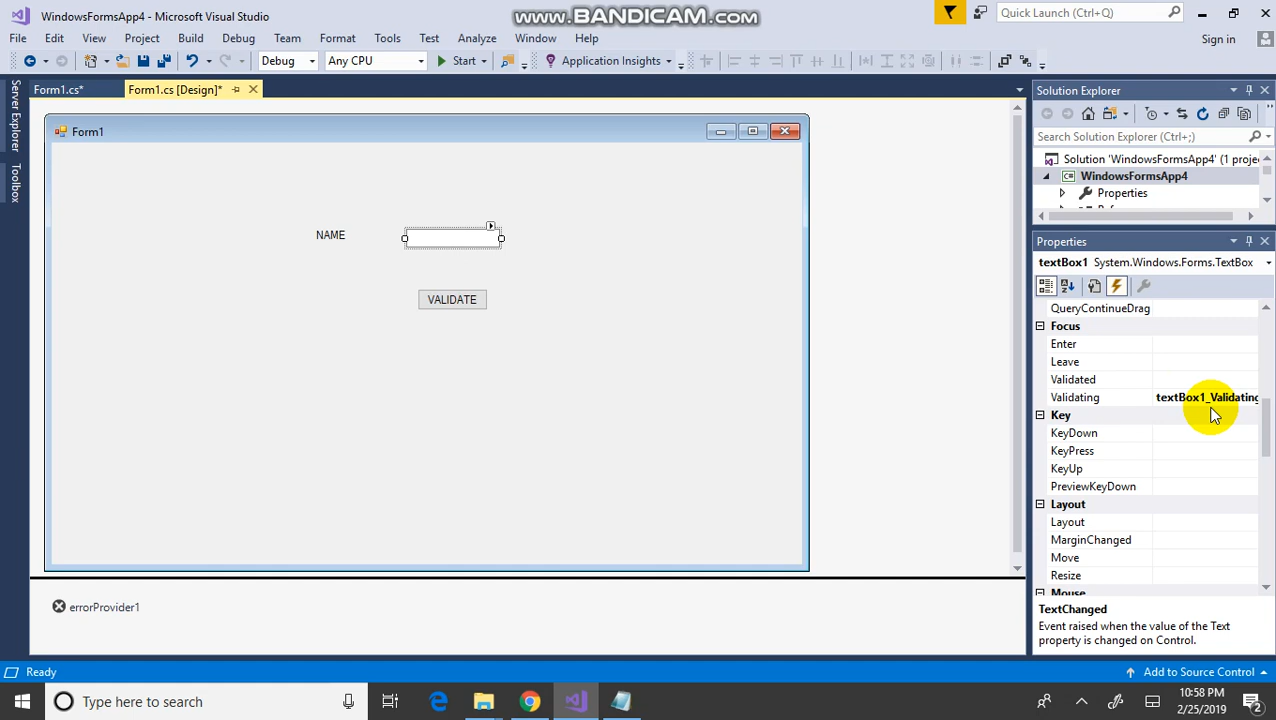 WindowsFormsApp4 - Microsoft Visual Studio
www.BANDICAM.com
Quick Launch (Ctrl+Q)
File Edit View Project Build Debug Team Format Tools Test Analyze Window Help
Sign in
Debug Any CPU Start Application Insights
Server Explorer
Toolbox
Form1.cs* Form1.cs [Design]*
Form1
NAME
VALIDATE
errorProvider1
Solution Explorer
Search Solution Explorer (Ctrl+;)
Solution 'WindowsFormsApp4' (1 proje
C# WindowsFormsApp4
Properties
Properties
textBox1 System.Windows.Forms.TextBox
QueryContinueDrag
Focus
Enter
Leave
Validated
Validating textBox1_Validating
Key
KeyDown
KeyPress
KeyUp
PreviewKeyDown
Layout
Layout
MarginChanged
Move
Resize
Mouse
TextChanged
Event raised when the value of the Text
property is changed on Control.
Ready
Add to Source Control
Type here to search
10:58 PM
2/25/2019
2